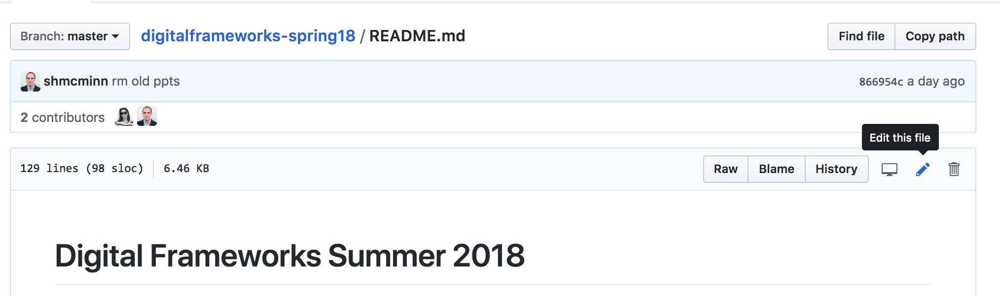 Branch: master digitalframeworks-spring18 / README.md Find file Copy path
shmcminn rm old ppts 866954c a day ago
2 contributors
Edit this file
129 lines (98 sloc) 6.46 KB Raw Blame History
Digital Frameworks Summer 2018